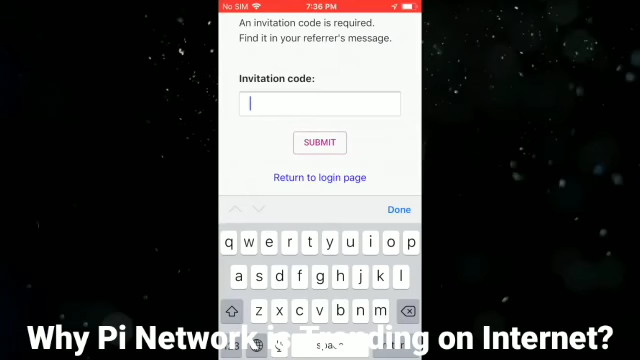 No SIM 7:36 PM
An invitation code is required.
Find it in your referrer's message.
Invitation code:
SUBMIT
Return to login page
Done
q w e r t y u i o p
a s d f g h j k l
z x c v b n m
space
Why Pi Network is Trending on Internet?